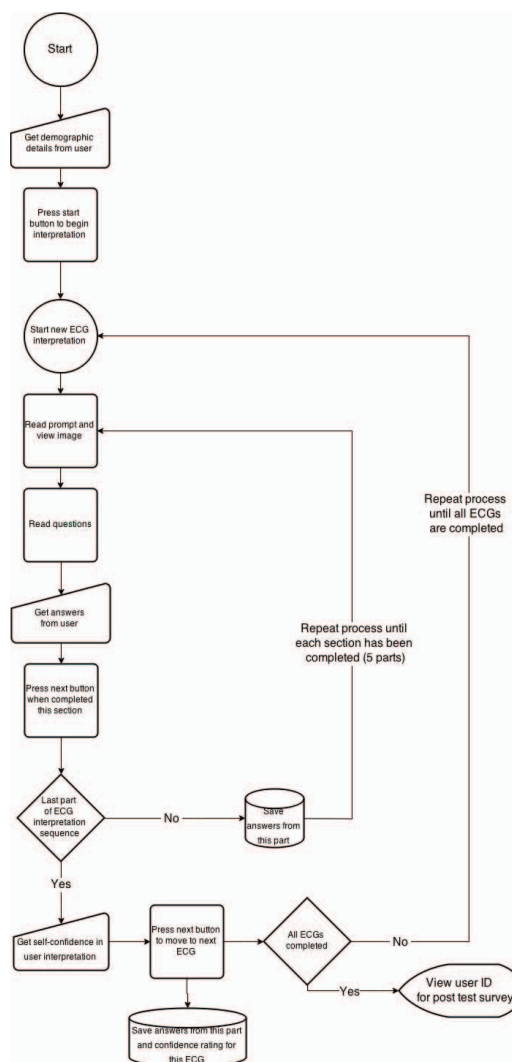 Start
Get demographic
details from user
Press start
button to begin
interpretation
Start new ECG
interpretation
Read prompt and
view image
Read questions
Get answers
from user
Repeat process until
each section has been
completed (5 parts)
Repeat process
until all ECGs
are completed
Press next button
when completed
this section
Last part
of ECG
interpretation
sequence
No
Save
answers from
this part
Yes
Get self-confidence in
user interpretation
Press next button
to move to next
ECG
All ECGs
completed
No
Yes
View user ID
for post test survey
Save answers from this part
and confidence rating for
this ECG